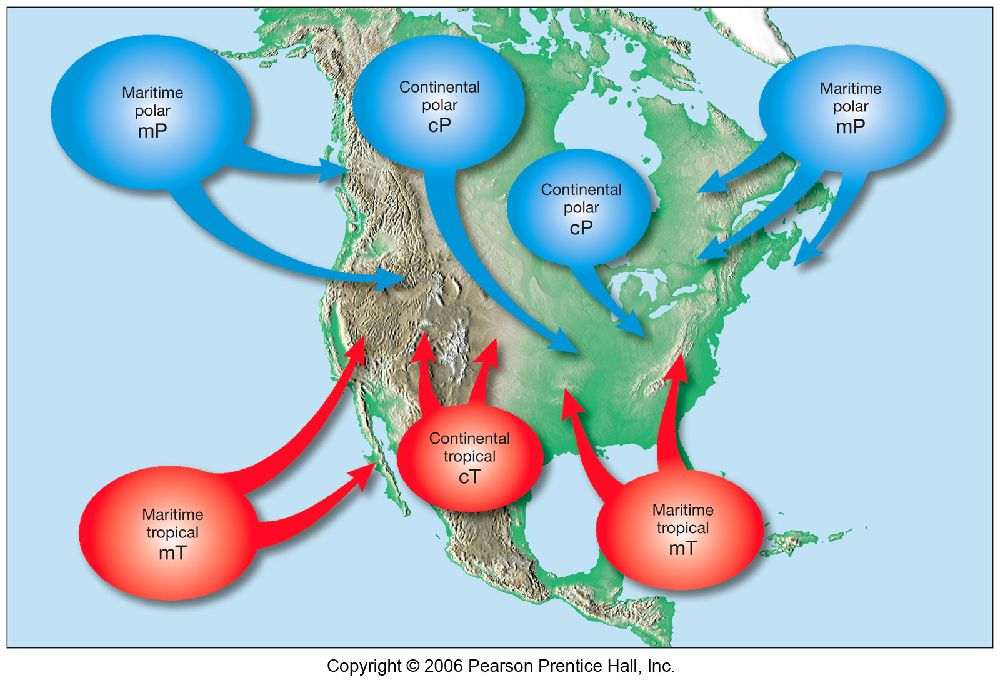 Maritime
polar
mP
Continental
polar
cP
Maritime
polar
mP
Continental
polar
cP
Continental
tropical
cT
Maritime
tropical
mT
Maritime
tropical
mT
Copyright © 2006 Pearson Prentice Hall, Inc.